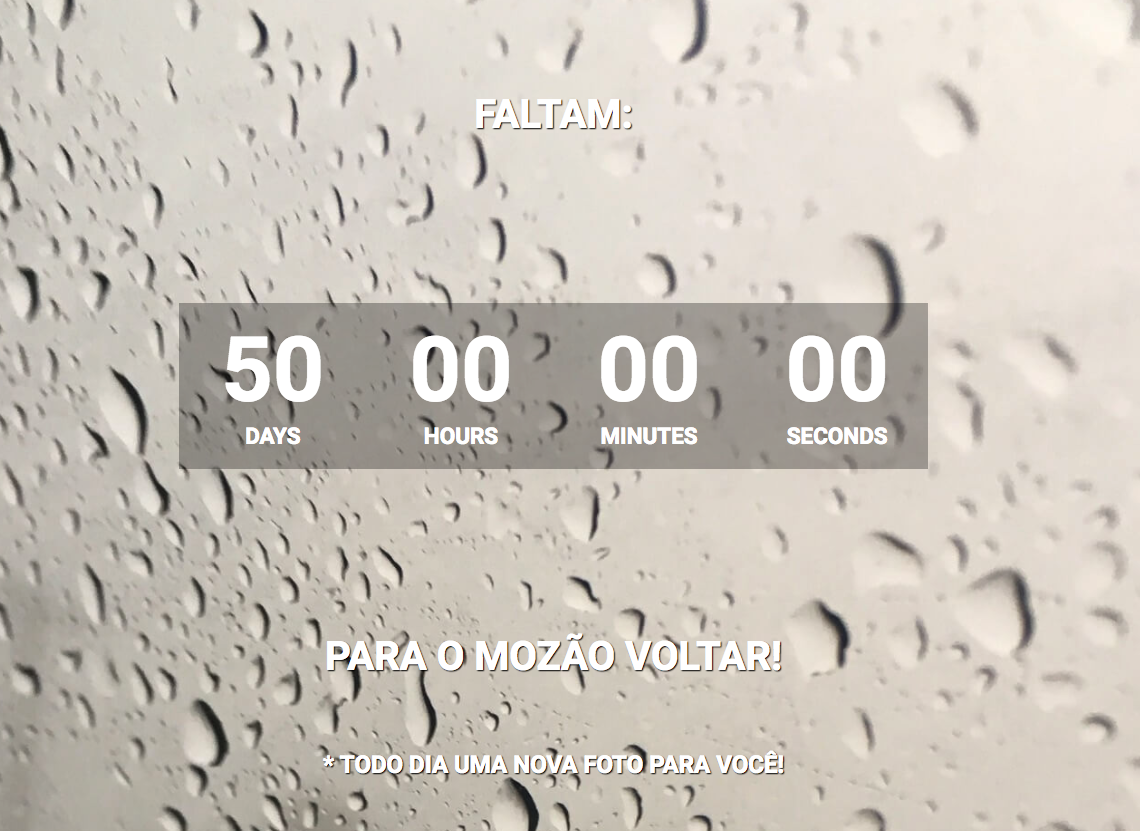 FALTAM:
50 00 00 00
DAYS HOURS MINUTES SECONDS
PARA O MOZÃO VOLTAR!
* TODO DIA UMA NOVA FOTO PARA VOCÊ!